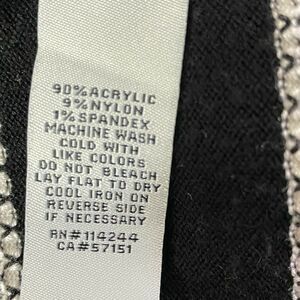 90% ACRYLIC
9% NYLON
1% SPANDEX
MACHINE WASH
COLD WITH
LIKE COLORS
DO NOT BLEACH
LAY FLAT TO DRY
COOL IRON ON
REVERSE SIDE
IF NECESSARY
RN# 114244
CA# 57151